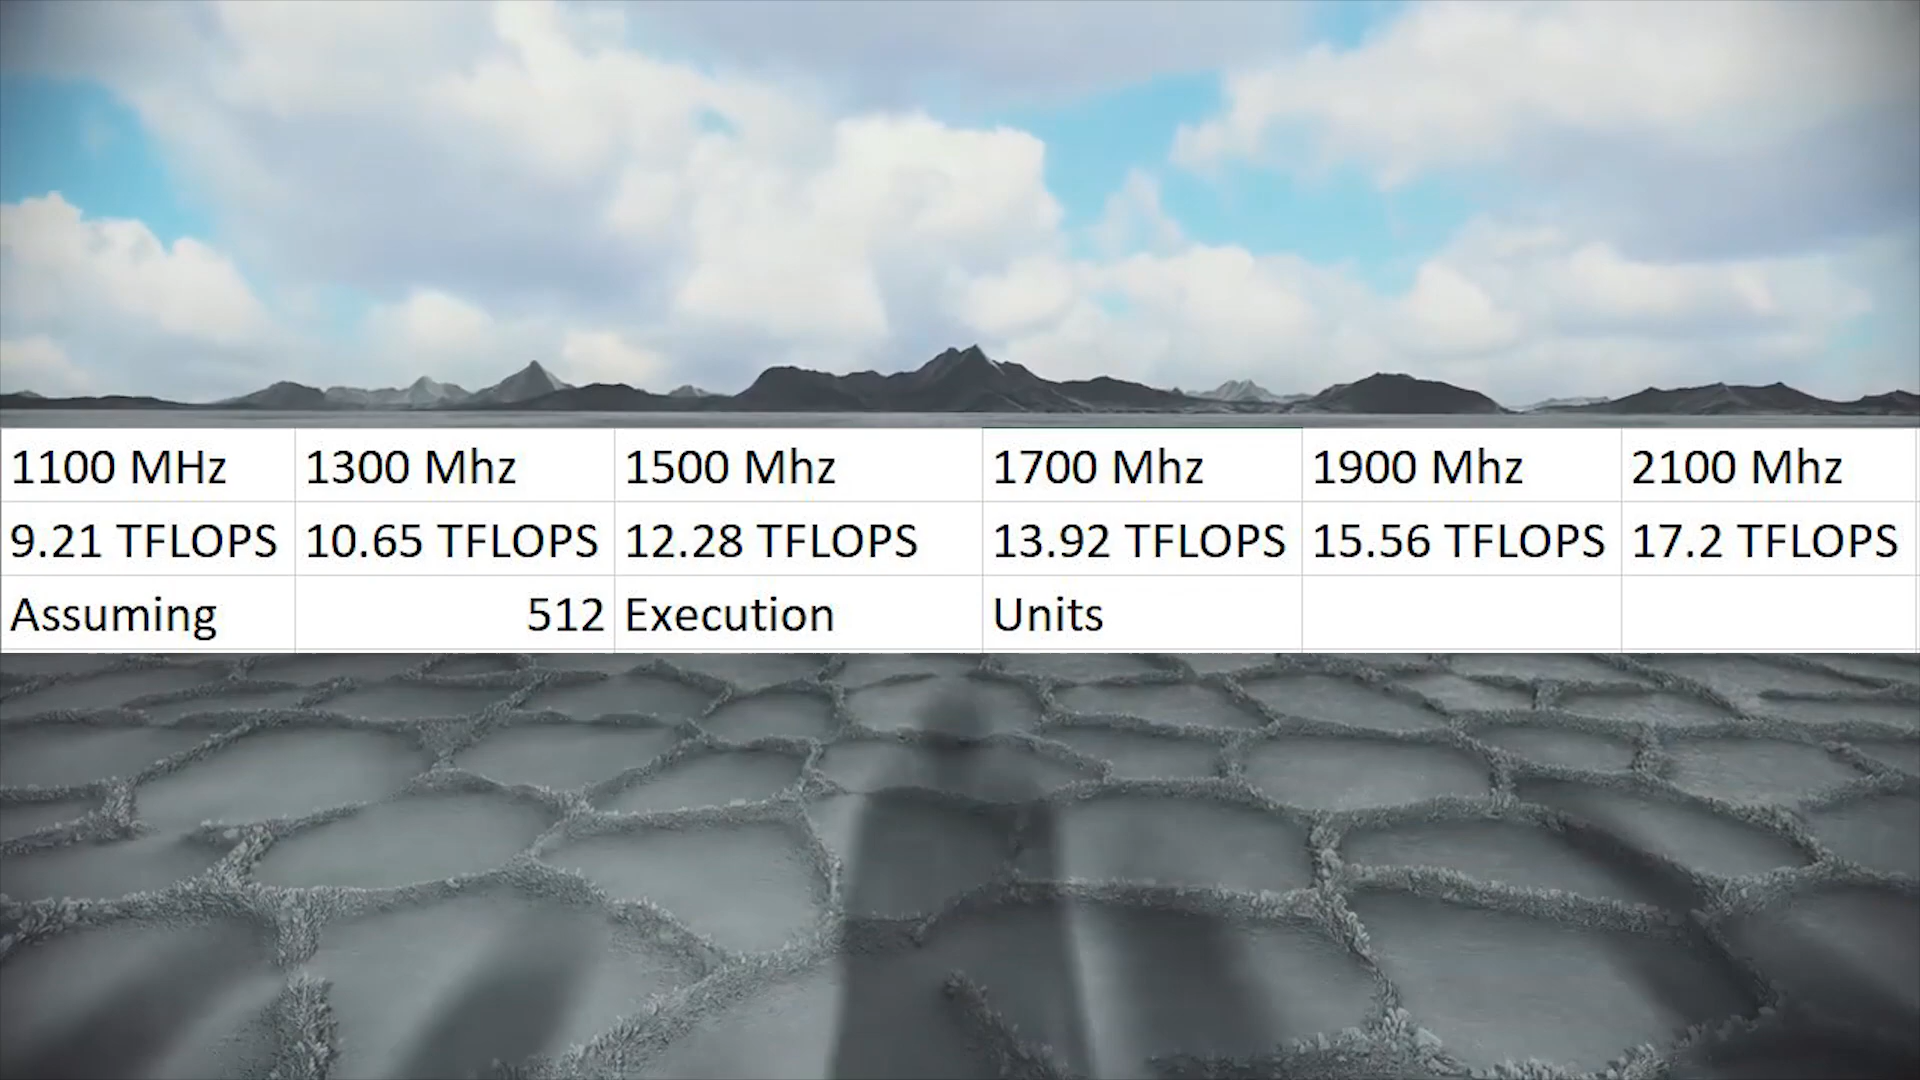 1100 MHz 1300 Mhz 1500 Mhz 1700 Mhz 1900 Mhz 2100 Mhz
9.21 TFLOPS 10.65 TFLOPS 12.28 TFLOPS 13.92 TFLOPS 15.56 TFLOPS 17.2 TFLOPS
Assuming 512 Execution Units